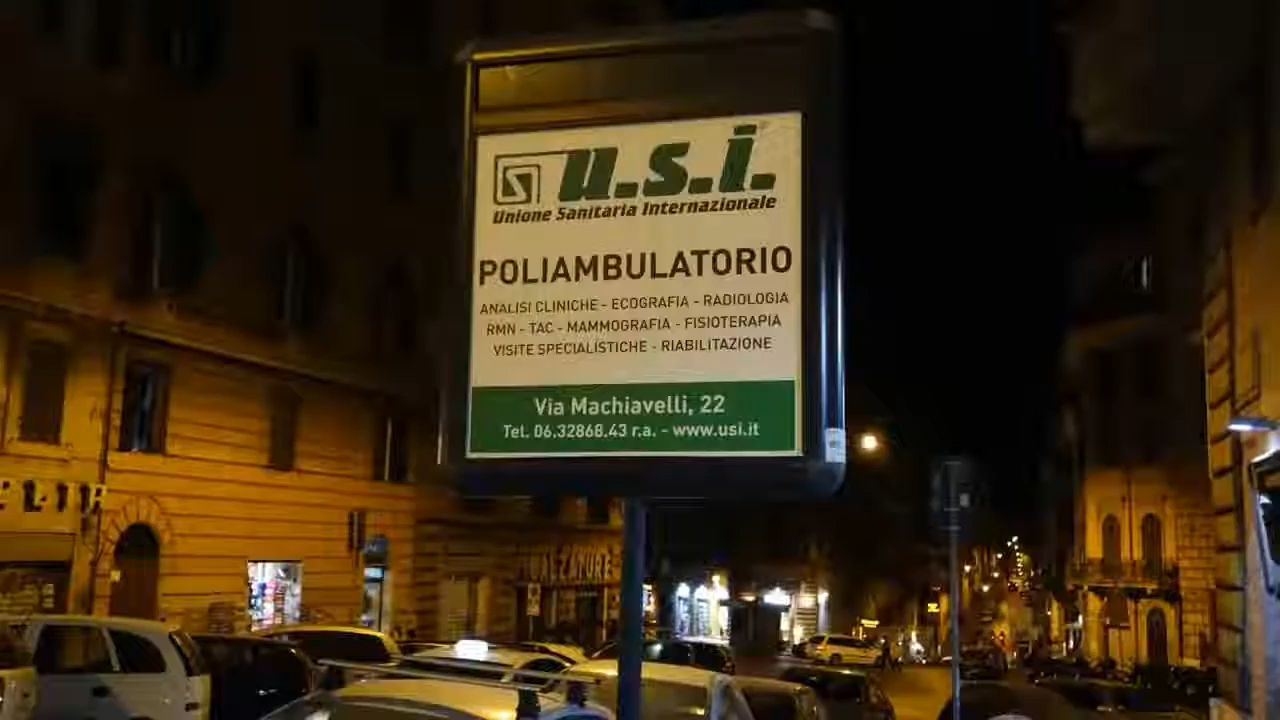 u.s.i.
Unione Sanitaria Internazionale
POLIAMBULATORIO
ANALISI CLINICHE - ECOGRAFIA - RADIOLOGIA
RMN - TAC - MAMMOGRAFIA - FISIOTERAPIA
VISITE SPECIALISTICHE - RIABILITAZIONE
Via Machiavelli, 22
Tel. 06.32868.43 r.a. - www.usi.it
CALZATURE